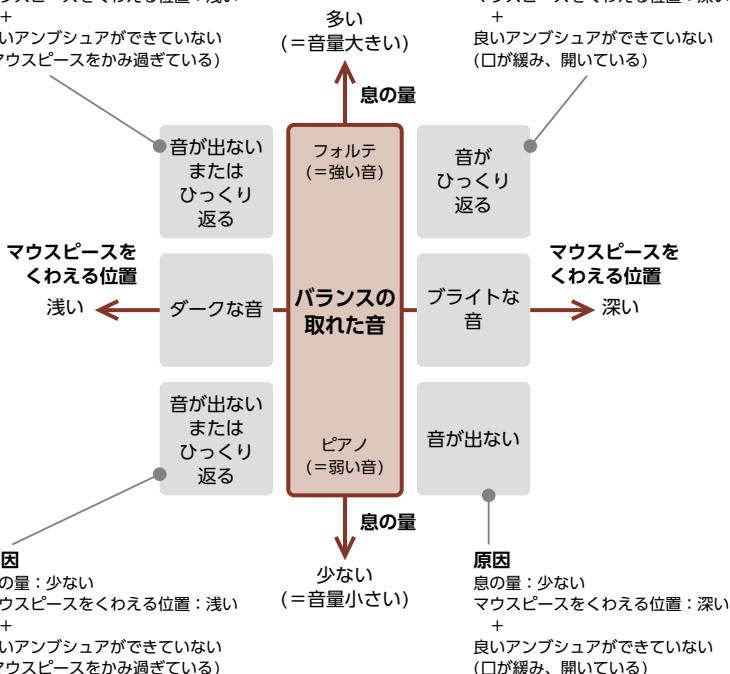 多い
(=音量大きい)
いアンブシュアができていない
マウスピースをかみ過ぎている)
良いアンブシュアができていない
(口が緩み、開いている)
+
+
息の量
音が出ない
または
ひっくり
返る
フォルテ
(=強い音)
音が
ひっくり
返る
マウスピースを
くわえる位置
浅い
ダークな音
バランスの
取れた音
ブライトな
音
マウスピースを
くわえる位置
深い
音が出ない
または
ひっくり
返る
ピアノ
(=弱い音)
音が出ない
息の量
少ない
(=音量小さい)
因
の量：少ない
ウスピースをくわえる位置：浅い
+
いアンブシュアができていない
マウスピースをかみ過ぎている)
原因
息の量：少ない
マウスピースをくわえる位置：深い
+
良いアンブシュアができていない
(口が緩み、開いている)